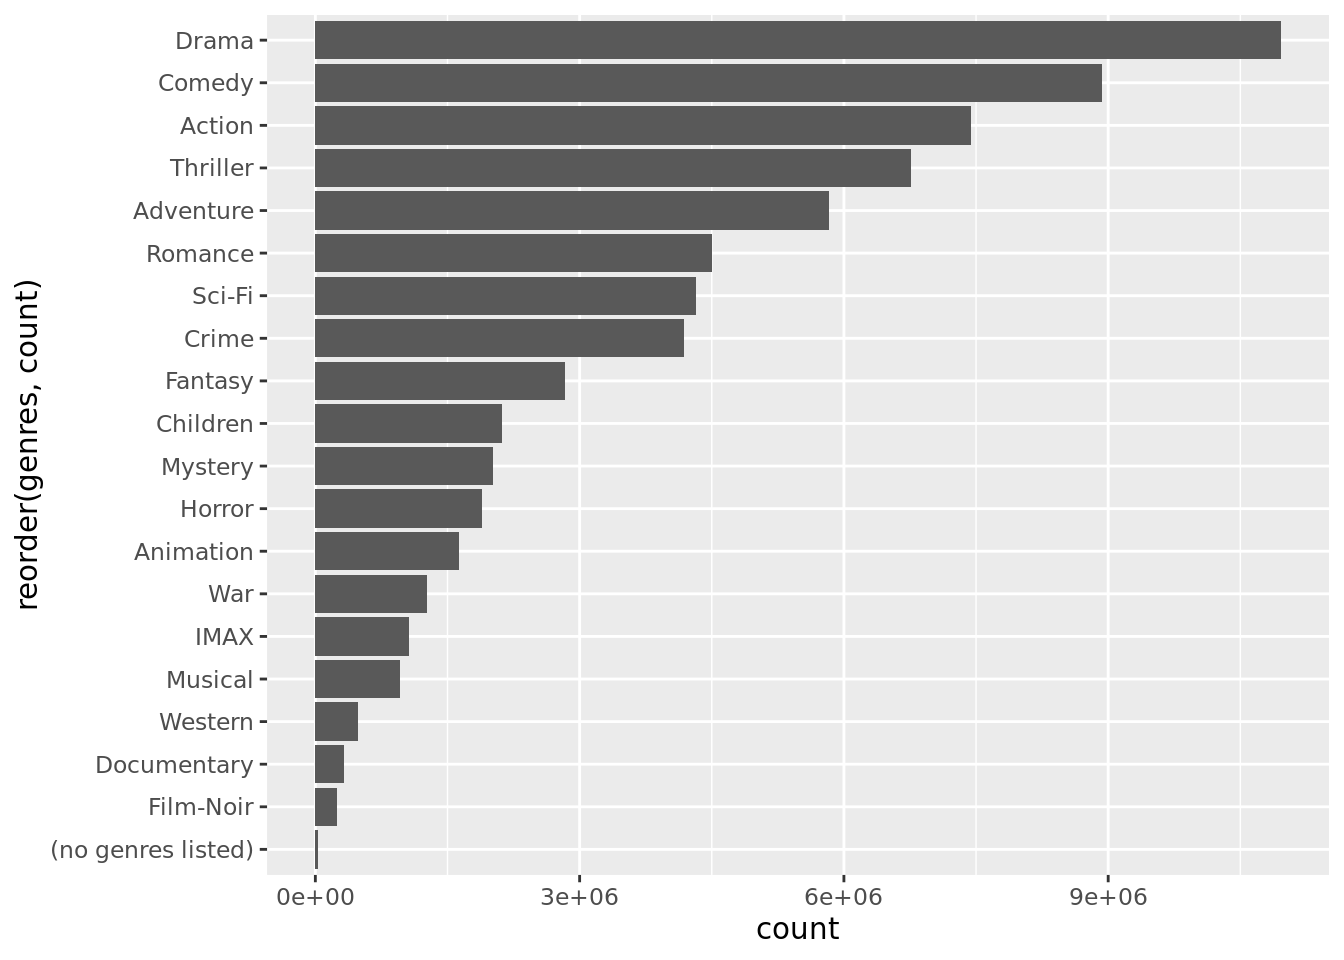 Drama
Comedy
Action
Thriller
Adventure
Romance
Sci-Fi
Crime
Fantasy
Children
Mystery
Horror
Animation
War
IMAX
Musical
Western
Documentary
Film-Noir
(no genres listed)
reorder(genres, count)
0e+00 3e+06 6e+06 9e+06
count